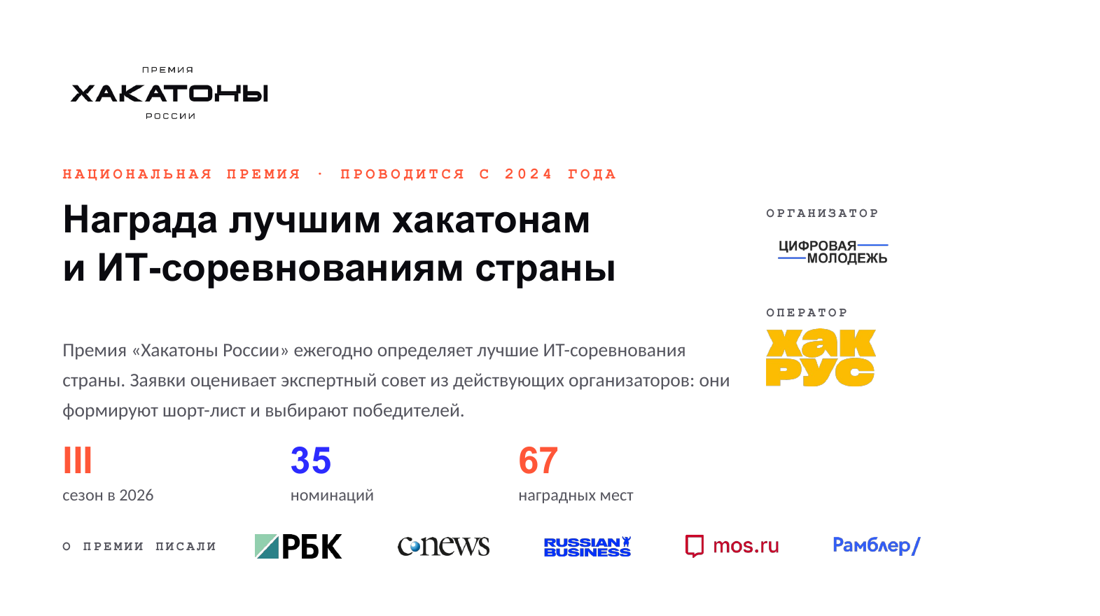 ПРЕМИЯ
ХАКАТОНЫ
РОССИИ
НАЦИОНАЛЬНАЯ ПРЕМИЯ · ПРОВОДИТСЯ С 2024 ГОДА
Награда лучшим хакатонам
и ИТ-соревнованиям страны
Премия «Хакатоны России» ежегодно определяет лучшие ИТ-соревнования
страны. Заявки оценивает экспертный совет из действующих организаторов: они
формируют шорт-лист и выбирают победителей.
ОРГАНИЗАТОР
ЦИФРОВАЯ
МОЛОДЕЖЬ
ОПЕРАТОР
хак
рус
III
сезон в 2026
35
номинаций
67
наградных мест
О ПРЕМИИ ПИСАЛИ
РБК
cnews
RUSSIAN
BUSINESS
mos.ru
Рамблер/